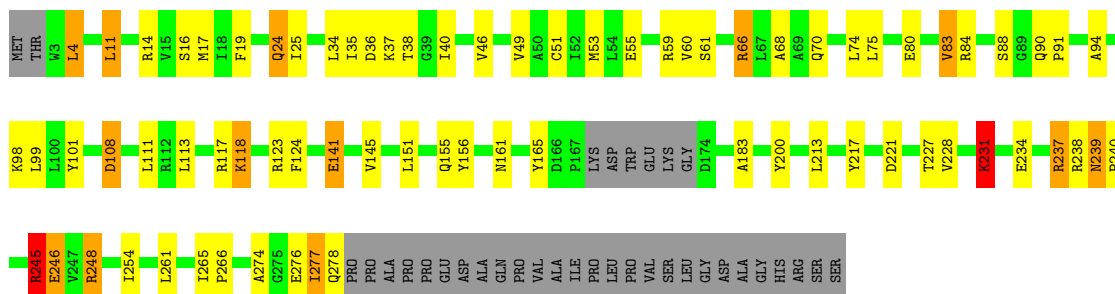 MET THR W3 L4 L11 R14 V15 S16 M17 I18 F19 Q24 I25 L34 I35 D36 K37 T38 G39 I40 V46 V49 A50 C51 I52 M53 L54 E55 R59 V60 S61 R66 L67 A68 A69 Q70 L74 L75 E80 V83 R84 S88 G89 Q90 P91 A94
K98 L99 L100 Y101 D108 L111 R112 L113 R117 K118 R123 F124 E141 V145 L151 Q155 Y156 N161 Y165 D166 P167 LYS ASP TRP GLU LYS GLY D174 A183 Y200 L213 Y217 D221 T227 V228 K231 E234 R237 R238 N239
R245 E246 V247 R248 I254 L261 I265 P266 A274 G275 E276 I277 Q278 PRO PRO ALA PRO PRO GLU ASP ALA GLN PRO VAL ALA ILE PRO LEU PRO VAL SER LEU GLY ASP ALA GLY HIS ARG SER SER